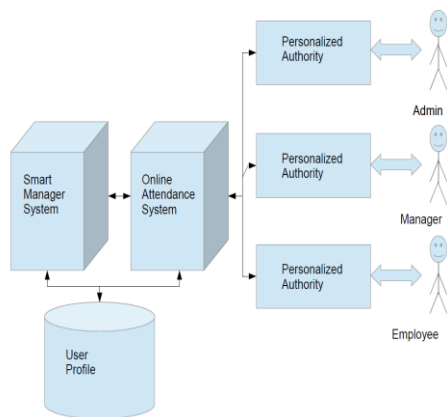 Personalized
Authority
Admin
Smart
Manager
System
Online
Attendance
System
Personalized
Authority
Manager
Personalized
Authority
Employee
User
Profile